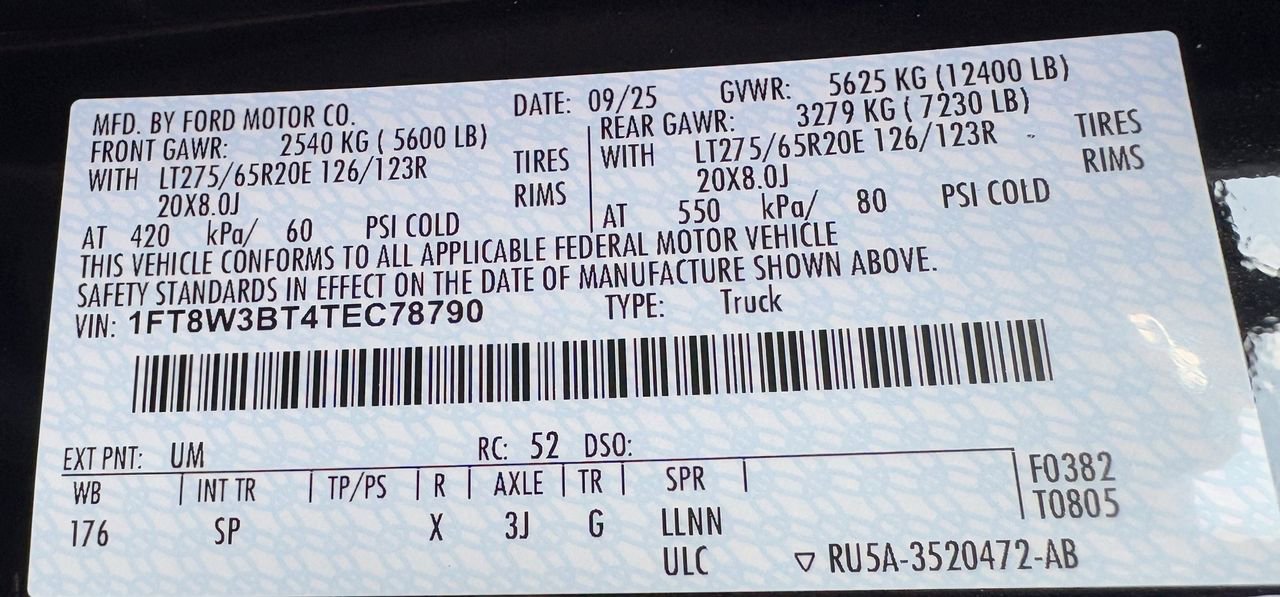 MFD. BY FORD MOTOR CO. DATE: 09/25 GVWR: 5625 KG (12400 LB)
FRONT GAWR: 2540 KG ( 5600 LB) REAR GAWR: 3279 KG ( 7230 LB)
WITH LT275/65R20E 126/123R TIRES WITH LT275/65R20E 126/123R TIRES
20X8.0J RIMS 20X8.0J RIMS
AT 420 kPa/ 60 PSI COLD AT 550 kPa/ 80 PSI COLD
THIS VEHICLE CONFORMS TO ALL APPLICABLE FEDERAL MOTOR VEHICLE
SAFETY STANDARDS IN EFFECT ON THE DATE OF MANUFACTURE SHOWN ABOVE.
VIN: 1FT8W3BT4TEC78790 TYPE: Truck
EXT PNT: UM RC: 52 DSO:
WB INT TR TP/PS R AXLE TR SPR F0382
176 SP X 3J G LLNN T0805
ULC ▽ RU5A-3520472-AB